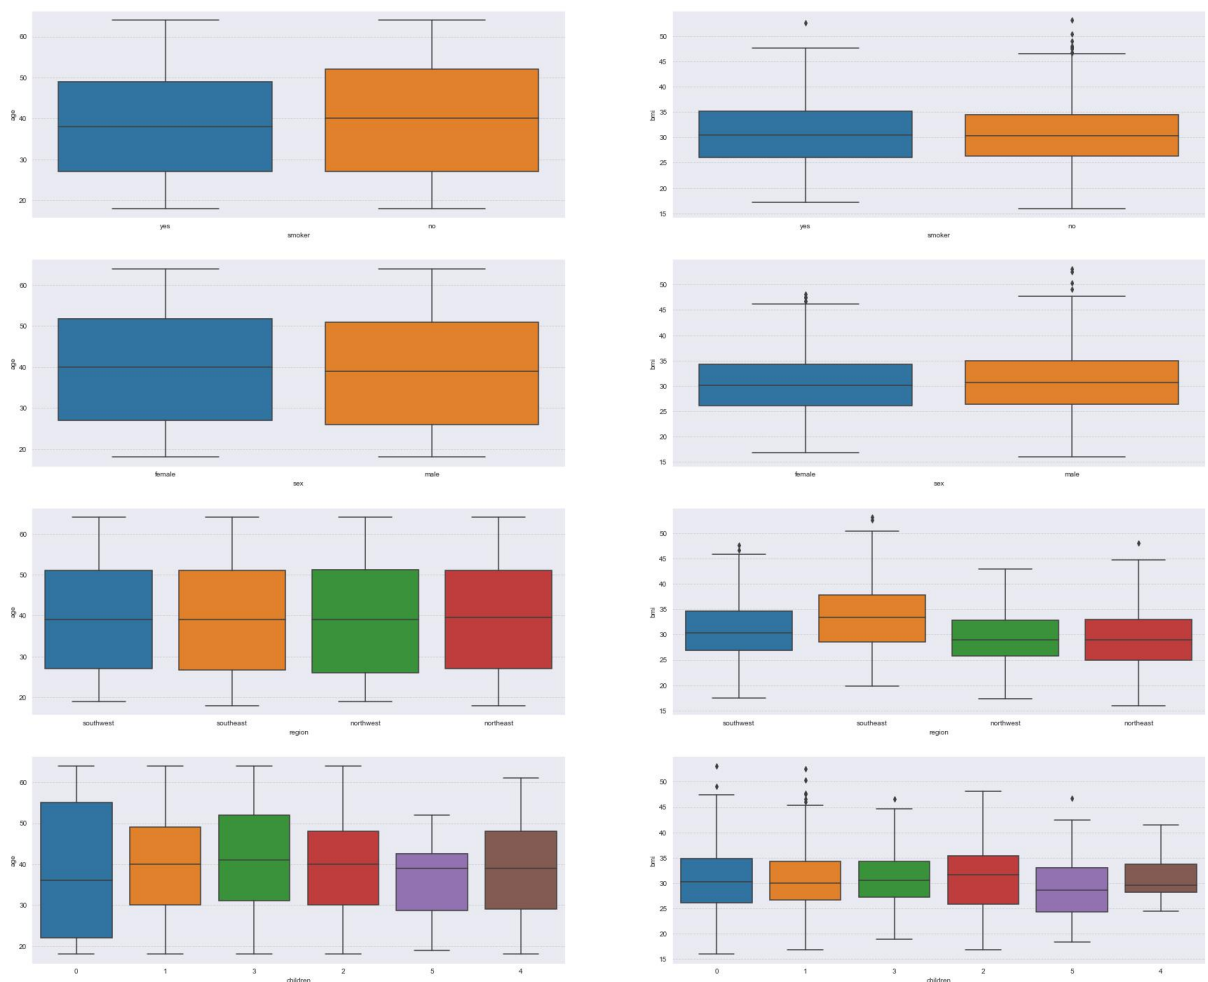 60
50
40
30
20
age
yes
no
smoker
50
45
40
35
30
25
20
15
bmi
yes
no
smoker
60
50
40
30
20
age
female
male
sex
50
45
40
35
30
25
20
15
bmi
female
male
sex
60
50
40
30
20
age
southwest
southeast
northwest
northeast
region
50
45
40
35
30
25
20
15
bmi
southwest
southeast
northwest
northeast
region
60
50
40
30
20
age
0
1
3
2
5
4
children
50
45
40
35
30
25
20
15
bmi
0
1
3
2
5
4
children